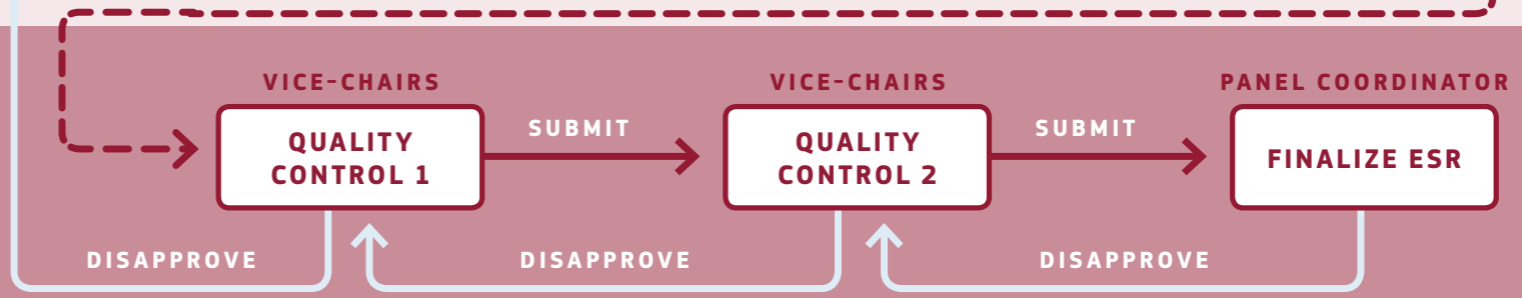 VICE-CHAIRS
VICE-CHAIRS
PANEL COORDINATOR
QUALITY
CONTROL 1
SUBMIT
QUALITY
CONTROL 2
SUBMIT
FINALIZE ESR
DISAPPROVE
DISAPPROVE
DISAPPROVE